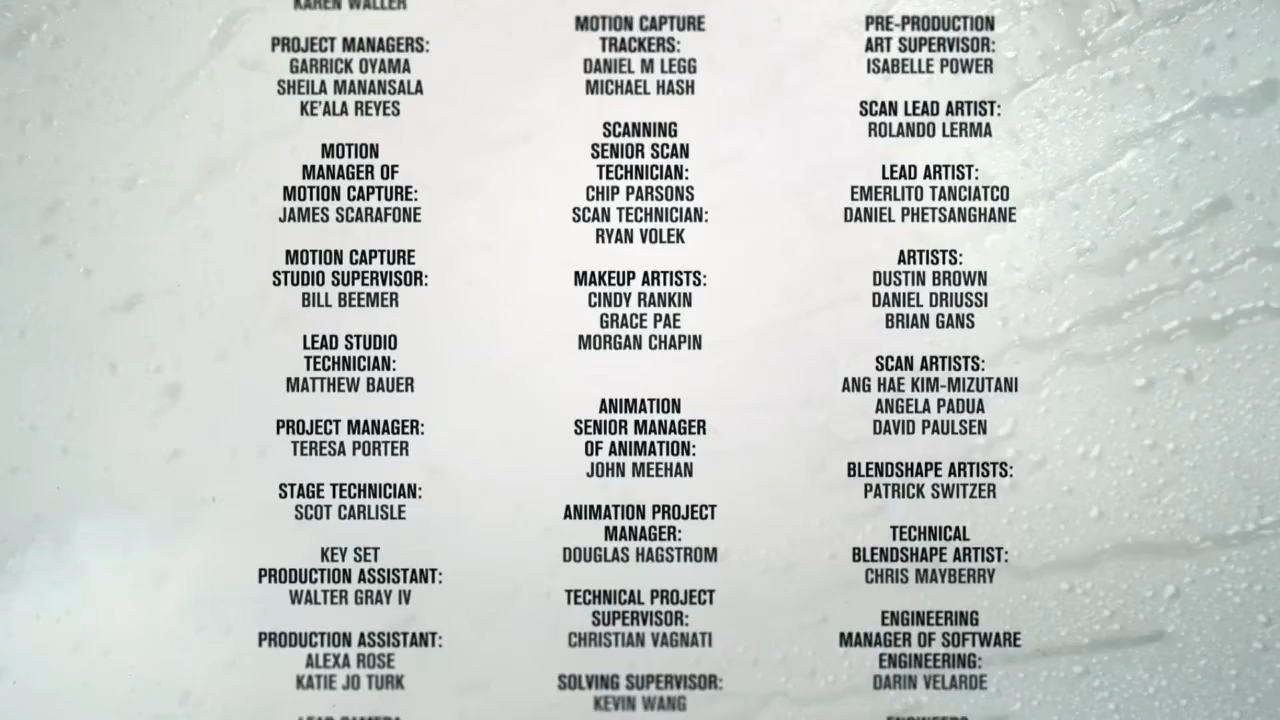 KAREN WALLER
PROJECT MANAGERS:
GARRICK OYAMA
SHEILA MANANSALA
KE'ALA REYES
MOTION
MANAGER OF
MOTION CAPTURE:
JAMES SCARAFONE
MOTION CAPTURE
STUDIO SUPERVISOR:
BILL BEEMER
LEAD STUDIO
TECHNICIAN:
MATTHEW BAUER
PROJECT MANAGER:
TERESA PORTER
STAGE TECHNICIAN:
SCOT CARLISLE
KEY SET
PRODUCTION ASSISTANT:
WALTER GRAY IV
PRODUCTION ASSISTANT:
ALEXA ROSE
KATIE JO TURK
LEAD CAMERA
MOTION CAPTURE
TRACKERS:
DANIEL M LEGG
MICHAEL HASH
SCANNING
SENIOR SCAN
TECHNICIAN:
CHIP PARSONS
SCAN TECHNICIAN:
RYAN VOLEK
MAKEUP ARTISTS:
CINDY RANKIN
GRACE PAE
MORGAN CHAPIN
ANIMATION
SENIOR MANAGER
OF ANIMATION:
JOHN MEEHAN
ANIMATION PROJECT
MANAGER:
DOUGLAS HAGSTROM
TECHNICAL PROJECT
SUPERVISOR:
CHRISTIAN VAGNATI
SOLVING SUPERVISOR:
KEVIN WANG
PRE-PRODUCTION
ART SUPERVISOR:
ISABELLE POWER
SCAN LEAD ARTIST:
ROLANDO LERMA
LEAD ARTIST:
EMERLITO TANCIATCO
DANIEL PHETSANGHANE
ARTISTS:
DUSTIN BROWN
DANIEL DRIUSSI
BRIAN GANS
SCAN ARTISTS:
ANG HAE KIM-MIZUTANI
ANGELA PADUA
DAVID PAULSEN
BLENDSHAPE ARTISTS:
PATRICK SWITZER
TECHNICAL
BLENDSHAPE ARTIST:
CHRIS MAYBERRY
ENGINEERING
MANAGER OF SOFTWARE
ENGINEERING:
DARIN VELARDE
ENGINEERS